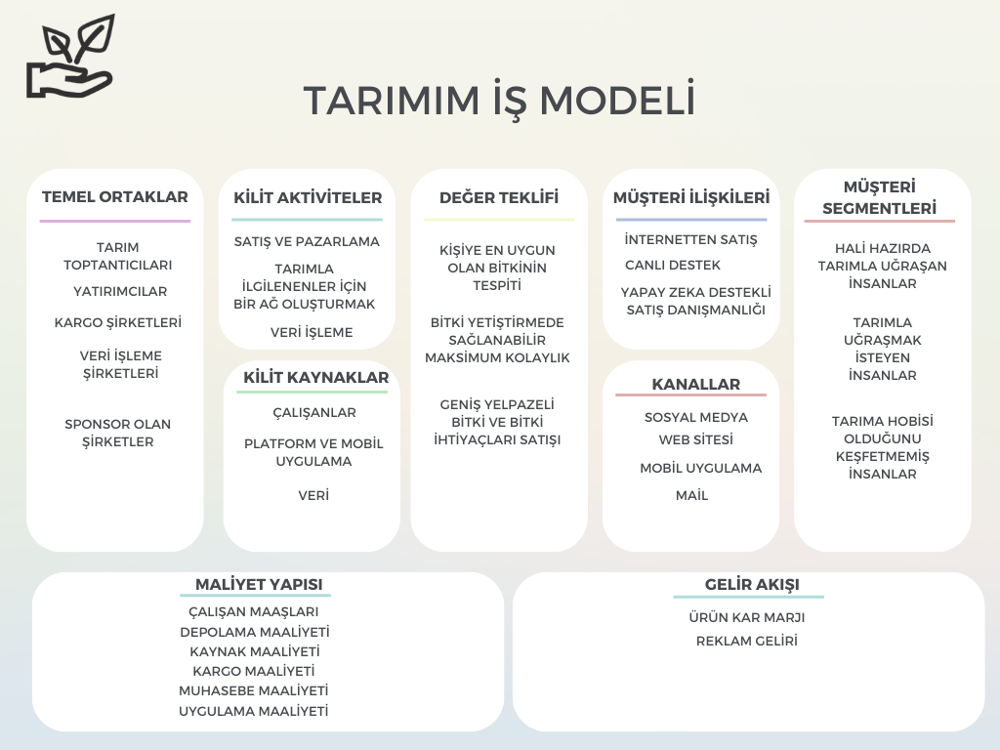 TARIMIM İŞ MODELİ
TEMEL ORTAKLAR
TARIM
TOPTANTICILARI
YATIRIMCILAR
KARGO ŞİRKETLERİ
VERİ İŞLEME
ŞİRKETLERİ
SPONSOR OLAN
ŞİRKETLER
KİLİT AKTİVİTELER
SATIŞ VE PAZARLAMA
TARIMLA
İLGİLENENLER İÇİN
BİR AĞ OLUŞTURMAK
VERİ İŞLEME
KİLİT KAYNAKLAR
ÇALIŞANLAR
PLATFORM VE MOBİL
UYGULAMA
VERİ
DEĞER TEKLİFİ
KİŞİYE EN UYGUN
OLAN BİTKİNİN
TESPİTİ
BİTKİ YETİŞTİRMEDE
SAĞLANABİLİR
MAKSİMUM KOLAYLIK
GENİŞ YELPAZELİ
BİTKİ VE BİTKİ
İHTİYAÇLARI SATIŞI
MÜŞTERİ İLİŞKİLERİ
İNTERNETTEN SATIŞ
CANLI DESTEK
YAPAY ZEKA DESTEKLİ
SATIŞ DANIŞMANLIĞI
KANALLAR
SOSYAL MEDYA
WEB SİTESİ
MOBİL UYGULAMA
MAİL
MÜŞTERİ
SEGMENTLERİ
HALİ HAZIRDA
TARIMLA UĞRAŞAN
İNSANLAR
TARIMLA
UĞRAŞMAK
İSTEYEN
İNSANLAR
TARIMA HOBİSİ
OLDUĞUNU
KEŞFETMEMİŞ
İNSANLAR
MALİYET YAPISI
ÇALIŞAN MAAŞLARI
DEPOLAMA MAALİYETİ
KAYNAK MAALİYETİ
KARGO MAALİYETİ
MUHASEBE MAALİYETİ
UYGULAMA MAALİYETİ
GELİR AKIŞI
ÜRÜN KAR MARJI
REKLAM GELİRİ